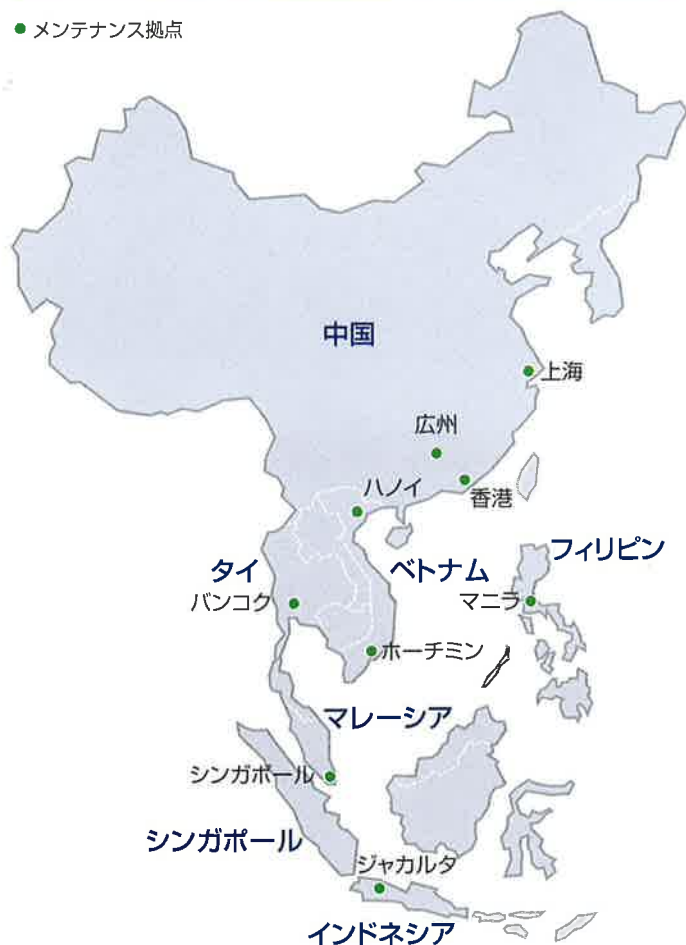 ● メンテナンス拠点
中国
上海
広州
香港
ハノイ
フィリピン
タイ
ベトナム
バンコク
マニラ
ホーチミン
マレーシア
シンガポール
シンガポール
ジャカルタ
インドネシア